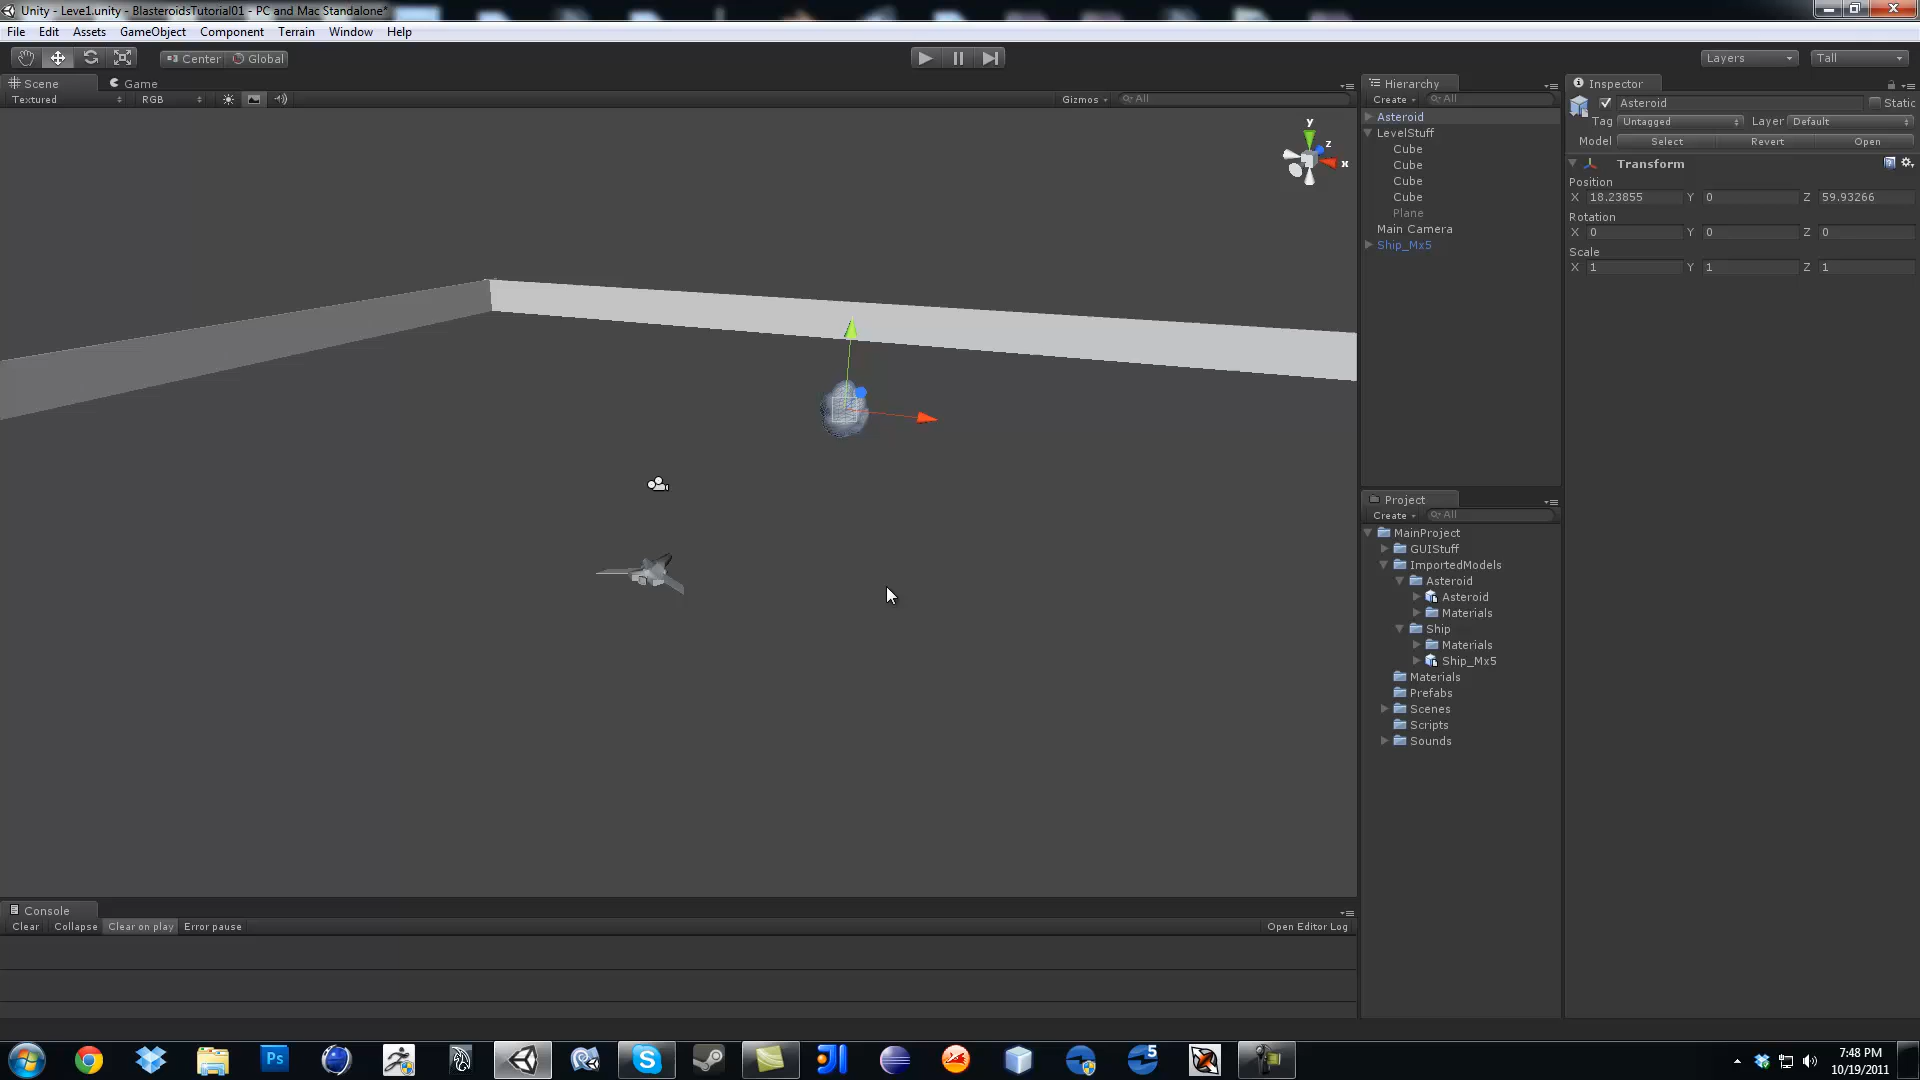 Unity - Leve1.unity - BlasteroidsTutorial01 - PC and Mac Standalone*
File Edit Assets GameObject Component Terrain Window Help
Center Global Layers Tall
Scene Game
Textured RGB Gizmos All
y
z
x
Hierarchy
Create All
Asteroid
LevelStuff
Cube
Cube
Cube
Cube
Plane
Main Camera
Ship_Mx5
Project
Create All
MainProject
GUIStuff
ImportedModels
Asteroid
Asteroid
Materials
Ship
Materials
Ship_Mx5
Materials
Prefabs
Scenes
Scripts
Sounds
Inspector
Asteroid Static
Tag Untagged Layer Default
Model Select Revert Open
Transform
Position
X 18.23855 Y 0 Z 59.93266
Rotation
X 0 Y 0 Z 0
Scale
X 1 Y 1 Z 1
Console
Clear Collapse Clear on play Error pause Open Editor Log
Ps
S
JI
5
7:48 PM
10/19/2011